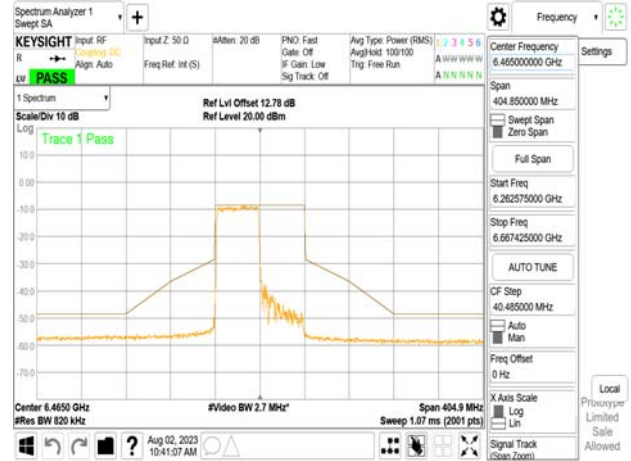 Spectrum Analyzer 1
Swept SA
+
Frequency
KEYSIGHT
Input: RF
Coupling: DC
Align: Auto
Input Z: 50 Ω
Freq Ref: Int (S)
#Atten: 20 dB
PNO: Fast
Gate: Off
IF Gain: Low
Sig Track: Off
Avg Type: Power (RMS)
Avg|Hold: 100/100
Trig: Free Run
1 2 3 4 5 6
A W W W W W
A N N N N N
R
LV
PASS
1 Spectrum
Scale/Div 10 dB
Ref Lvl Offset 12.78 dB
Ref Level 20.00 dBm
Log
Trace 1 Pass
10.0
0.00
-10.0
-20.0
-30.0
-40.0
-50.0
-60.0
-70.0
Center 6.4650 GHz
#Res BW 820 kHz
#Video BW 2.7 MHz*
Span 404.9 MHz
Sweep 1.07 ms (2001 pts)
Aug 02, 2023
10:41:07 AM
?
Center Frequency
6.465000000 GHz
Settings
Span
404.850000 MHz
Swept Span
Zero Span
Full Span
Start Freq
6.262575000 GHz
Stop Freq
6.667425000 GHz
AUTO TUNE
CF Step
40.485000 MHz
Auto
Man
Freq Offset
0 Hz
X Axis Scale
Log
Lin
Signal Track
(Span Zoom)
Local
Prototype
Limited
Sale
Allowed